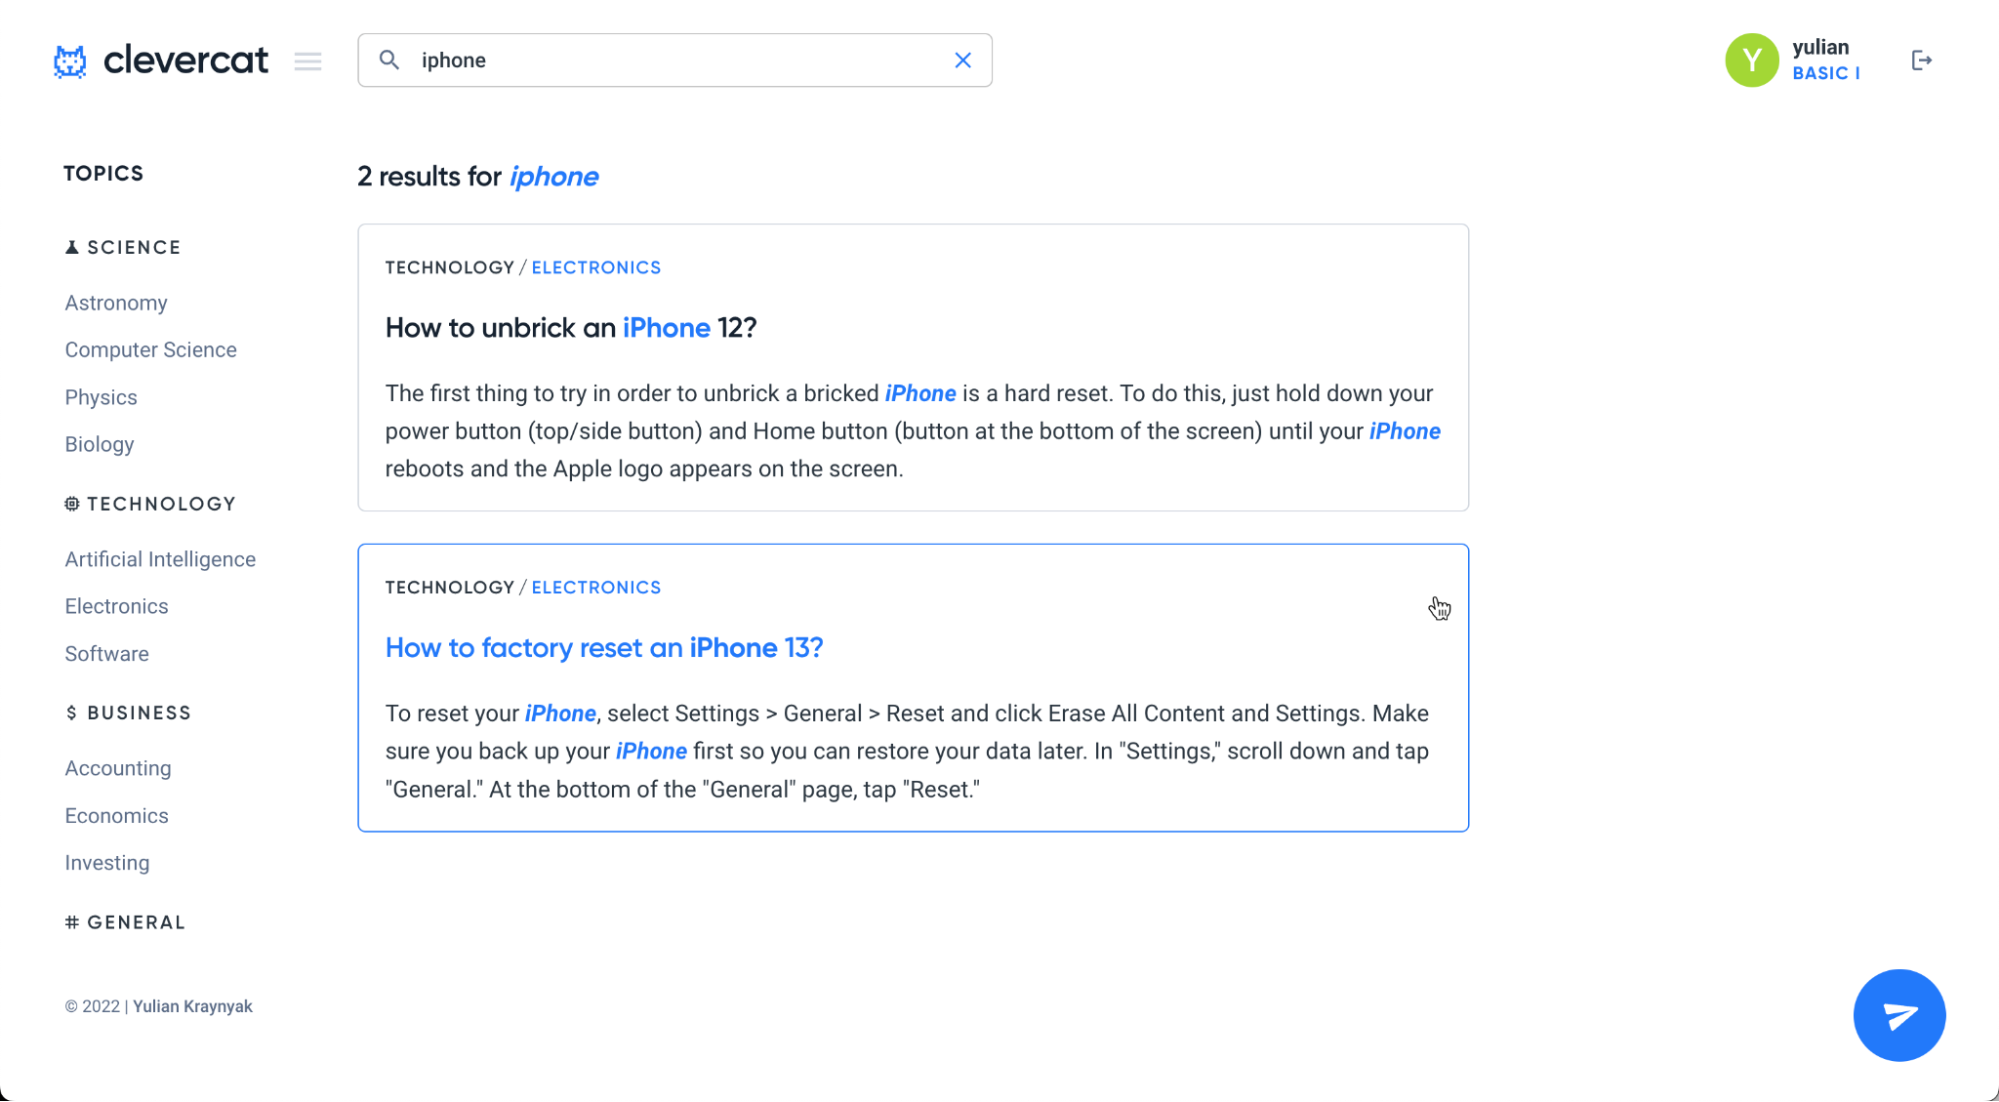 clevercat
iphone
Y
yulian
BASIC I
TOPICS
SCIENCE
Astronomy
Computer Science
Physics
Biology
TECHNOLOGY
Artificial Intelligence
Electronics
Software
$ BUSINESS
Accounting
Economics
Investing
# GENERAL
© 2022 | Yulian Kraynyak
2 results for iphone
TECHNOLOGY / ELECTRONICS
How to unbrick an iPhone 12?
The first thing to try in order to unbrick a bricked iPhone is a hard reset. To do this, just hold down your
power button (top/side button) and Home button (button at the bottom of the screen) until your iPhone
reboots and the Apple logo appears on the screen.
TECHNOLOGY / ELECTRONICS
How to factory reset an iPhone 13?
To reset your iPhone, select Settings > General > Reset and click Erase All Content and Settings. Make
sure you back up your iPhone first so you can restore your data later. In "Settings," scroll down and tap
"General." At the bottom of the "General" page, tap "Reset."